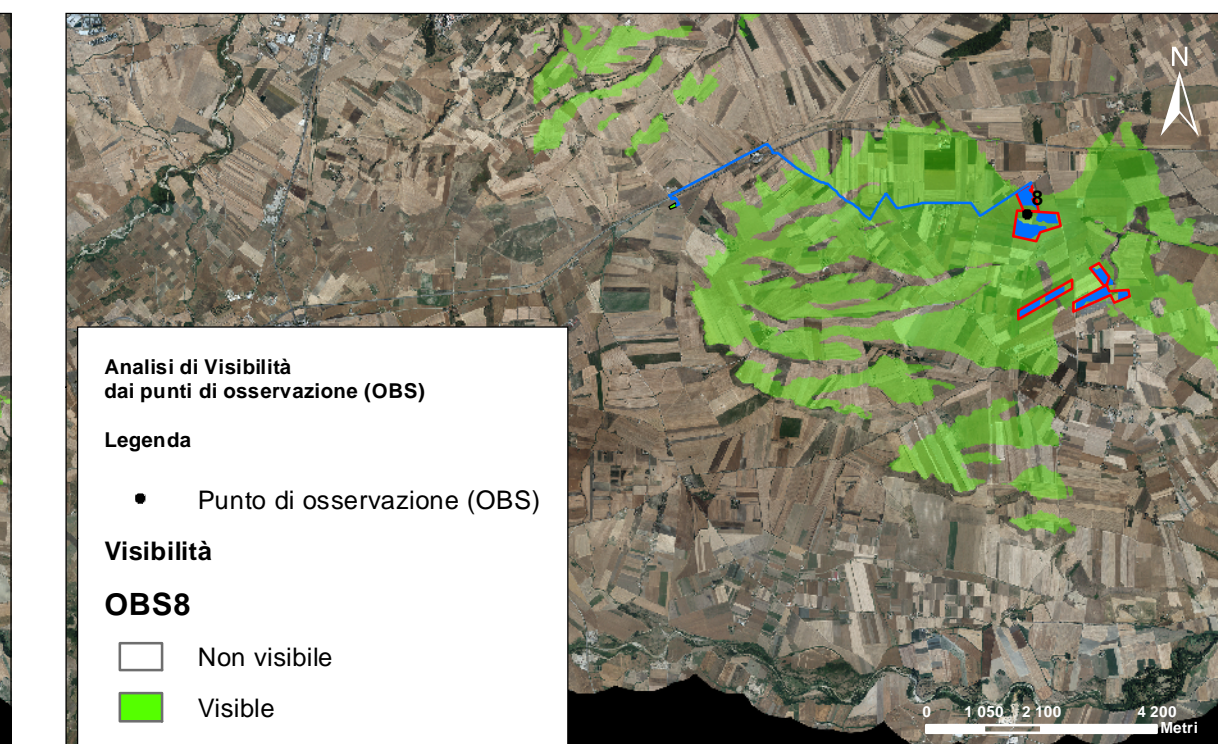 N
8
Analisi di Visibilità
dai punti di osservazione (OBS)
Legenda
Punto di osservazione (OBS)
Visibilità
OBS8
Non visibile
Visible
0 1 050 2 100 4 200
Metri